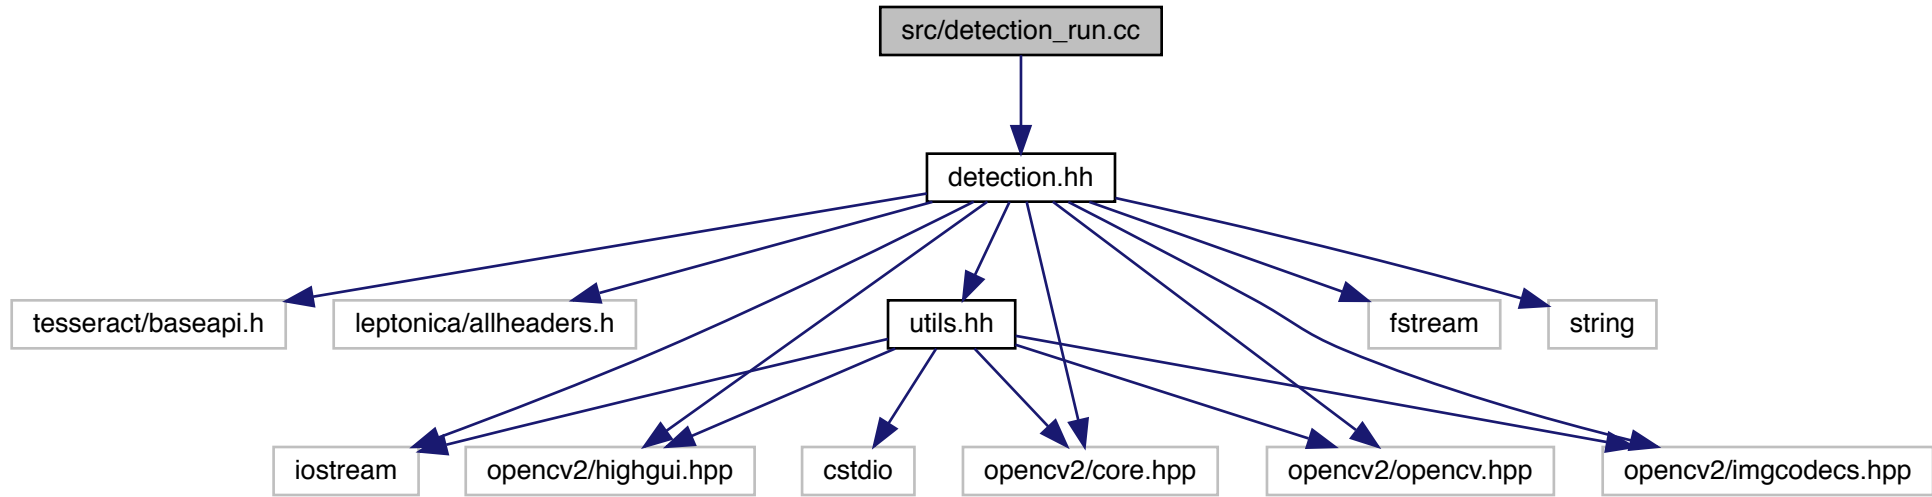 src/detection_run.cc
detection.hh
tesseract/baseapi.h
leptonica/allheaders.h
utils.hh
fstream
string
iostream
opencv2/highgui.hpp
cstdio
opencv2/core.hpp
opencv2/opencv.hpp
opencv2/imgcodecs.hpp